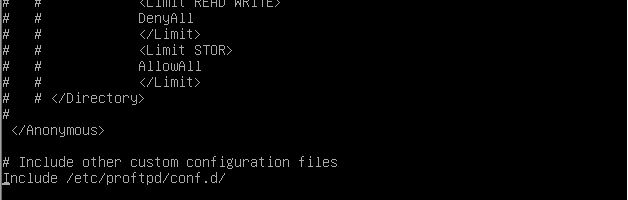 #   #            <Limit READ WRITE>
#   #            DenyAll
#   #            </Limit>
#   #            <Limit STOR>
#   #            AllowAll
#   #            </Limit>
#   # </Directory>
#
 </Anonymous>

# Include other custom configuration files
Include /etc/proftpd/conf.d/